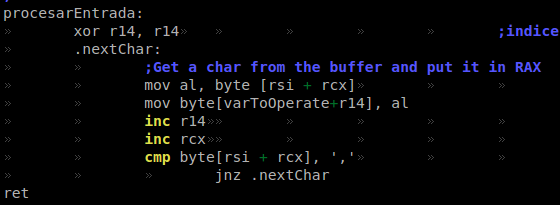 procesarEntrada:
» xor r14, r14» » » » » » ;indice
» .nextChar:
» » ;Get a char from the buffer and put it in RAX
» » mov al, byte [rsi + rcx]» » »
» » mov byte[varToOperate+r14], al
» » inc r14»» » » » »
» » inc rcx»» » » » »
» » cmp byte[rsi + rcx], ','» » »
» » » jnz .nextChar
ret